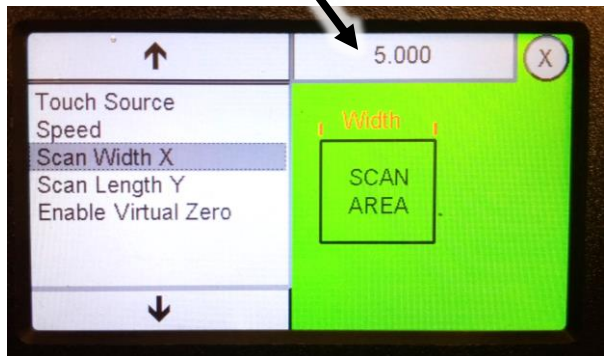 5.000
X
Touch Source
Speed
Scan Width X
Scan Length Y
Enable Virtual Zero
Width
SCAN
AREA